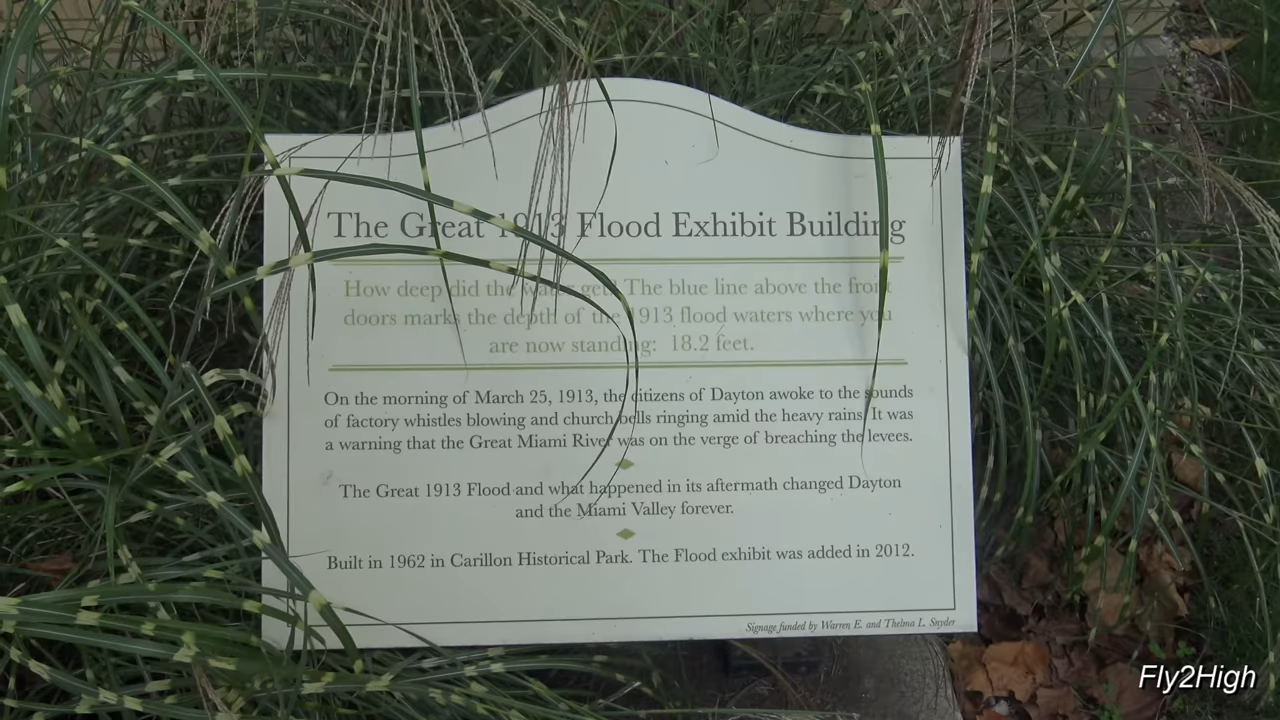 The Great 1913 Flood Exhibit Building
How deep did the water get? The blue line above the front
doors marks the depth of the 1913 flood waters where you
are now standing: 18.2 feet.
On the morning of March 25, 1913, the citizens of Dayton awoke to the sounds
of factory whistles blowing and church bells ringing amid the heavy rains. It was
a warning that the Great Miami River was on the verge of breaching the levees.
The Great 1913 Flood and what happened in its aftermath changed Dayton
and the Miami Valley forever.
Built in 1962 in Carillon Historical Park. The Flood exhibit was added in 2012.
Signage funded by Warren E. and Thelma L. Snyder
Fly2High